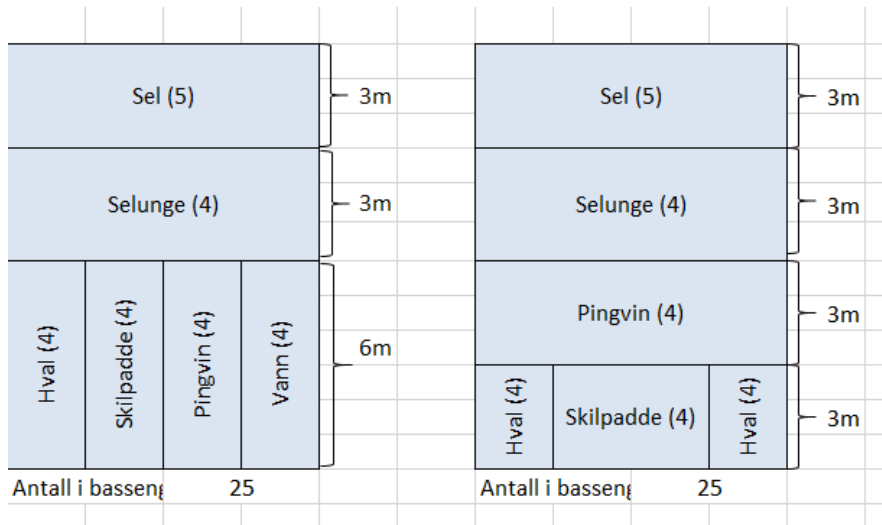 Sel (5)
3m
Selunge (4)
3m
Hval (4)
Skilpadde (4)
Pingvin (4)
Vann (4)
6m
Antall i basseng 25
Sel (5)
3m
Selunge (4)
3m
Pingvin (4)
3m
Hval (4)
Skilpadde (4)
Hval (4)
3m
Antall i basseng 25